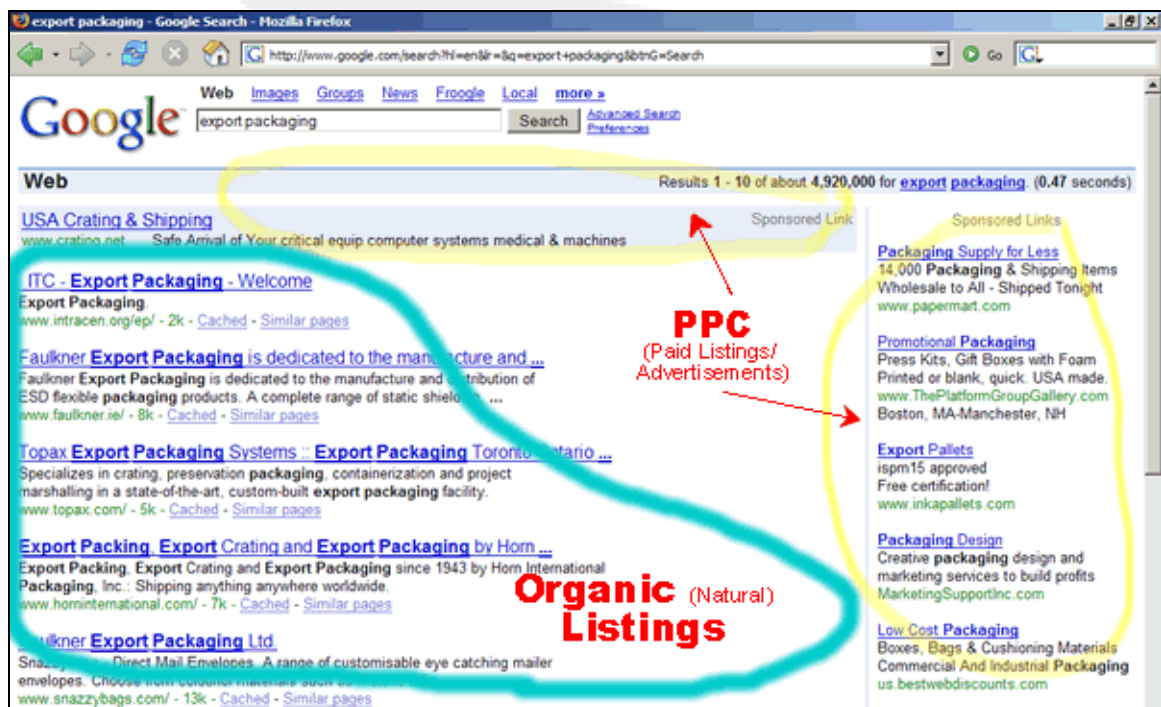 export packaging - Google Search - Mozilla Firefox
http://www.google.com/search?hl=en&lr=&q=export+packaging&btnG=Search
Go
Google
Web Images Groups News Froogle Local more »
export packaging
Search
Advanced Search
Preferences
Web
Results 1 - 10 of about 4,920,000 for export packaging. (0.47 seconds)
USA Crating & Shipping
Sponsored Link
www.crating.net Safe Arrival of Your critical equip computer systems medical & machines
ITC - Export Packaging - Welcome
Export Packaging.
www.intracen.org/ep/ - 2k - Cached - Similar pages
Faulkner Export Packaging is dedicated to the manufacture and ...
Faulkner Export Packaging is dedicated to the manufacture and distribution of
ESD flexible packaging products. A complete range of static ...
www.faulkner.ie/ - 8k - Cached - Similar pages
Topax Export Packaging Systems :: Export Packaging Toronto Ontario ...
Specializes in crating, preservation packaging, containerization and project
marshalling in a state-of-the-art, custom-built export packaging facility.
www.topax.com/ - 5k - Cached - Similar pages
Export Packing, Export Crating and Export Packaging by Horn ...
Export Packing, Export Crating and Export Packaging since 1943 by Horn International
Packaging, Inc.: Shipping anything anywhere worldwide.
www.horninternational.com/ - 7k - Cached - Similar pages
Faulkner Export Packaging Ltd.
Direct Mail Envelopes. A range of customisable eye catching mailer
envelopes. Choose from colourful materials such as
www.snazzybags.com/ - 13k - Cached - Similar pages
PPC
(Paid Listings/
Advertisements)
Organic (Natural)
Listings
Sponsored Links
Packaging Supply for Less
14,000 Packaging & Shipping Items
Wholesale to All - Shipped Tonight
www.papermart.com
Promotional Packaging
Press Kits, Gift Boxes with Foam
Printed or blank, quick. USA made.
www.ThePlatformGroupGallery.com
Boston, MA-Manchester, NH
Export Pallets
ispm15 approved
Free certification!
www.inkapallets.com
Packaging Design
Creative packaging design and
marketing services to build profits
MarketingSupportInc.com
Low Cost Packaging
Boxes, Bags & Cushioning Materials
Commercial And Industrial Packaging
us.bestwebdiscounts.com